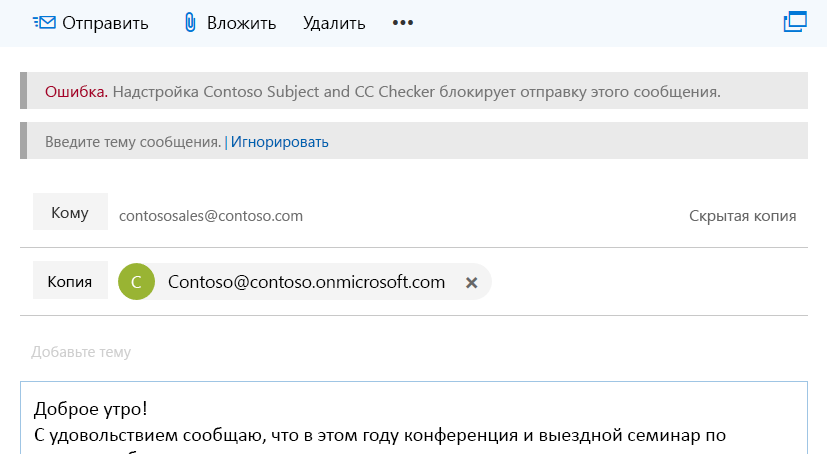 Отправить Вложить Удалить •••
Ошибка. Надстройка Contoso Subject and CC Checker блокирует отправку этого сообщения.
Введите тему сообщения. | Игнорировать
Кому contososales@contoso.com Скрытая копия
Копия C Contoso@contoso.onmicrosoft.com ×
Добавьте тему
Доброе утро!
С удовольствием сообщаю, что в этом году конференция и выездной семинар по